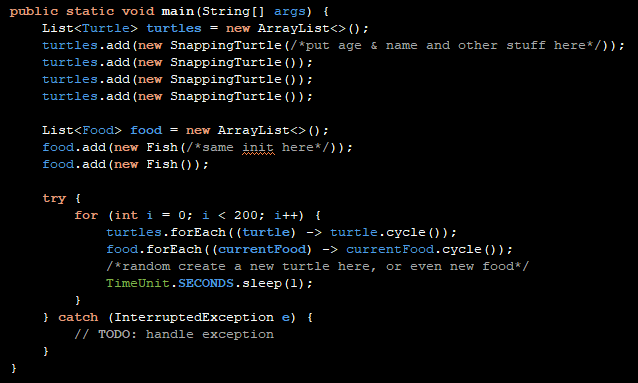 public static void main(String[] args) {
List<Turtle> turtles = new ArrayList<>();
turtles.add(new SnappingTurtle(/*put age & name and other stuff here*/));
turtles.add(new SnappingTurtle());
turtles.add(new SnappingTurtle());
turtles.add(new SnappingTurtle());
List<Food> food = new ArrayList<>();
food.add(new Fish(/*same init here*/));
food.add(new Fish());
try {
for (int i = 0; i < 200; i++) {
turtles.forEach((turtle) -> turtle.cycle());
food.forEach((currentFood) -> currentFood.cycle());
/*random create a new turtle here, or even new food*/
TimeUnit.SECONDS.sleep(1);
}
} catch (InterruptedException e) {
// TODO: handle exception
}
}